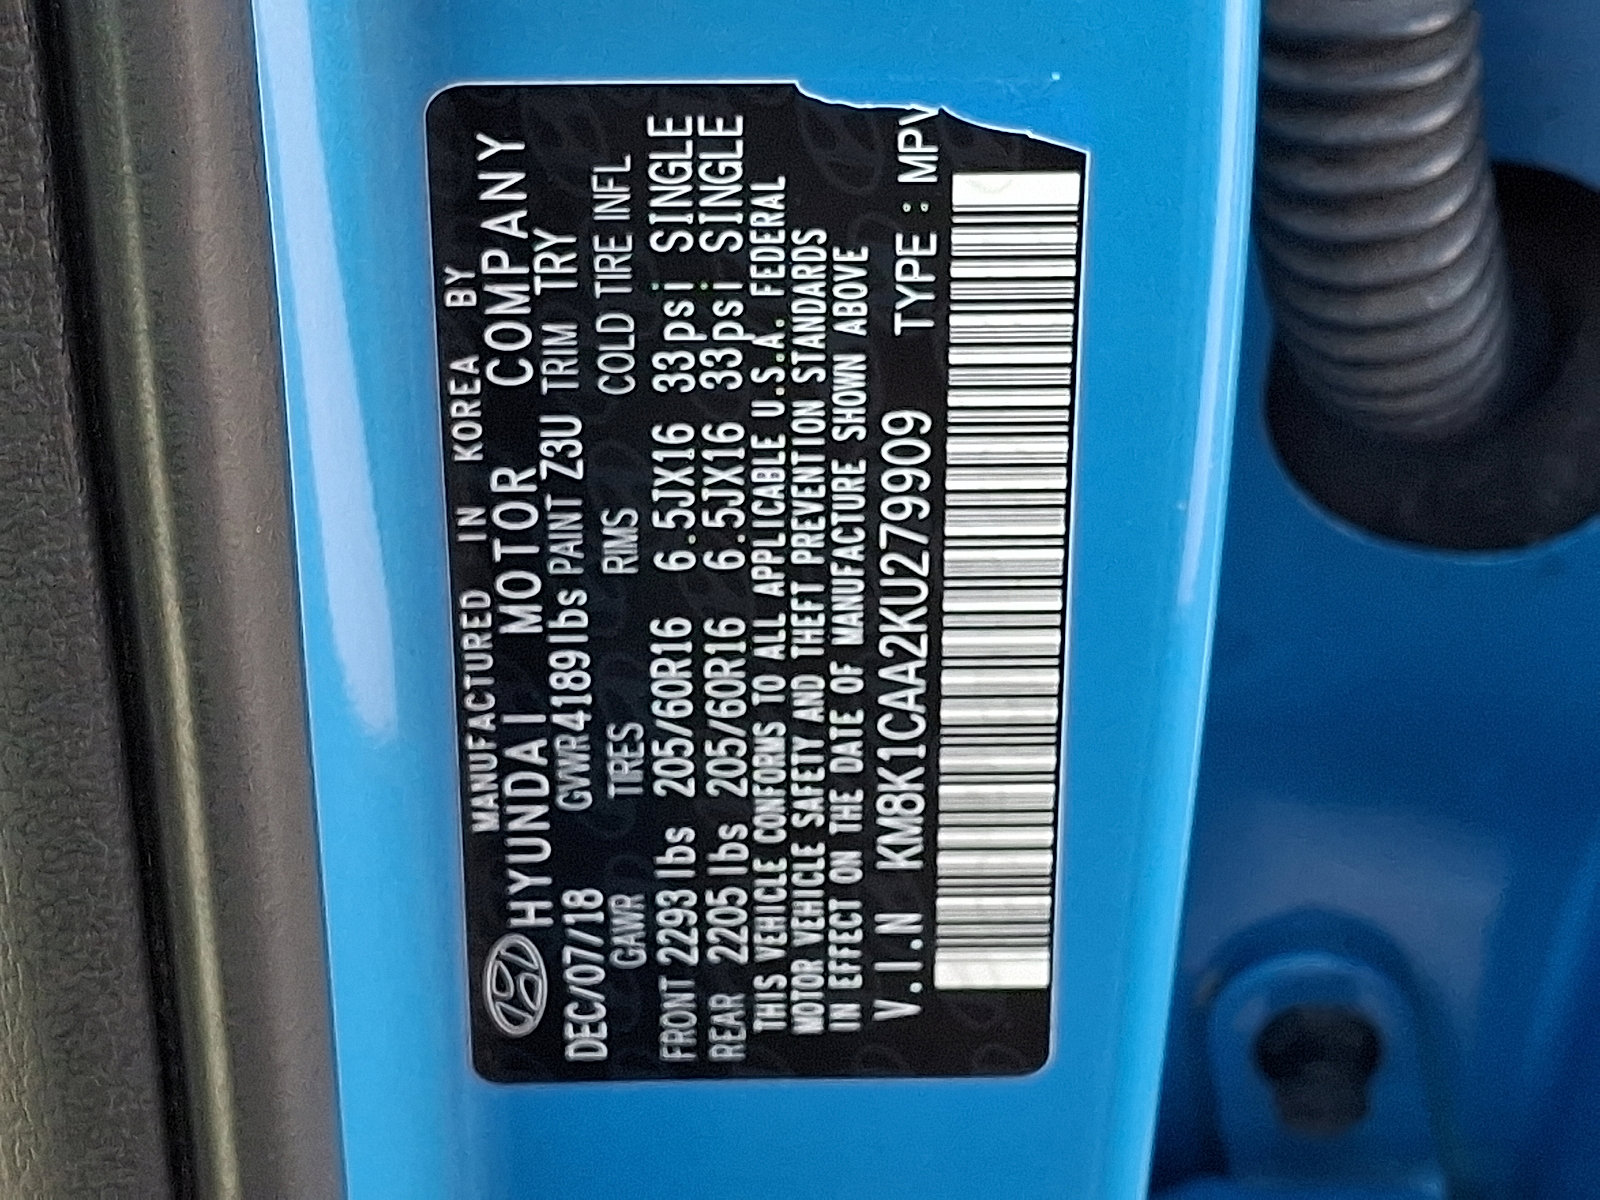 MANUFACTURED IN KOREA BY
HYUNDAI MOTOR COMPANY
DEC/07/18 GVWR 4189 lbs PAINT Z3U TRIM TRY
GAWR TIRES RIMS COLD TIRE INFL
FRONT 2293 lbs 205/60R16 6.5JX16 33psi SINGLE
REAR 2205 lbs 205/60R16 6.5JX16 33psi SINGLE
THIS VEHICLE CONFORMS TO ALL APPLICABLE U.S.A. FEDERAL
MOTOR VEHICLE SAFETY AND THEFT PREVENTION STANDARDS
IN EFFECT ON THE DATE OF MANUFACTURE SHOWN ABOVE
V.I.N KM8K1CAA2KU279909 TYPE : MPV